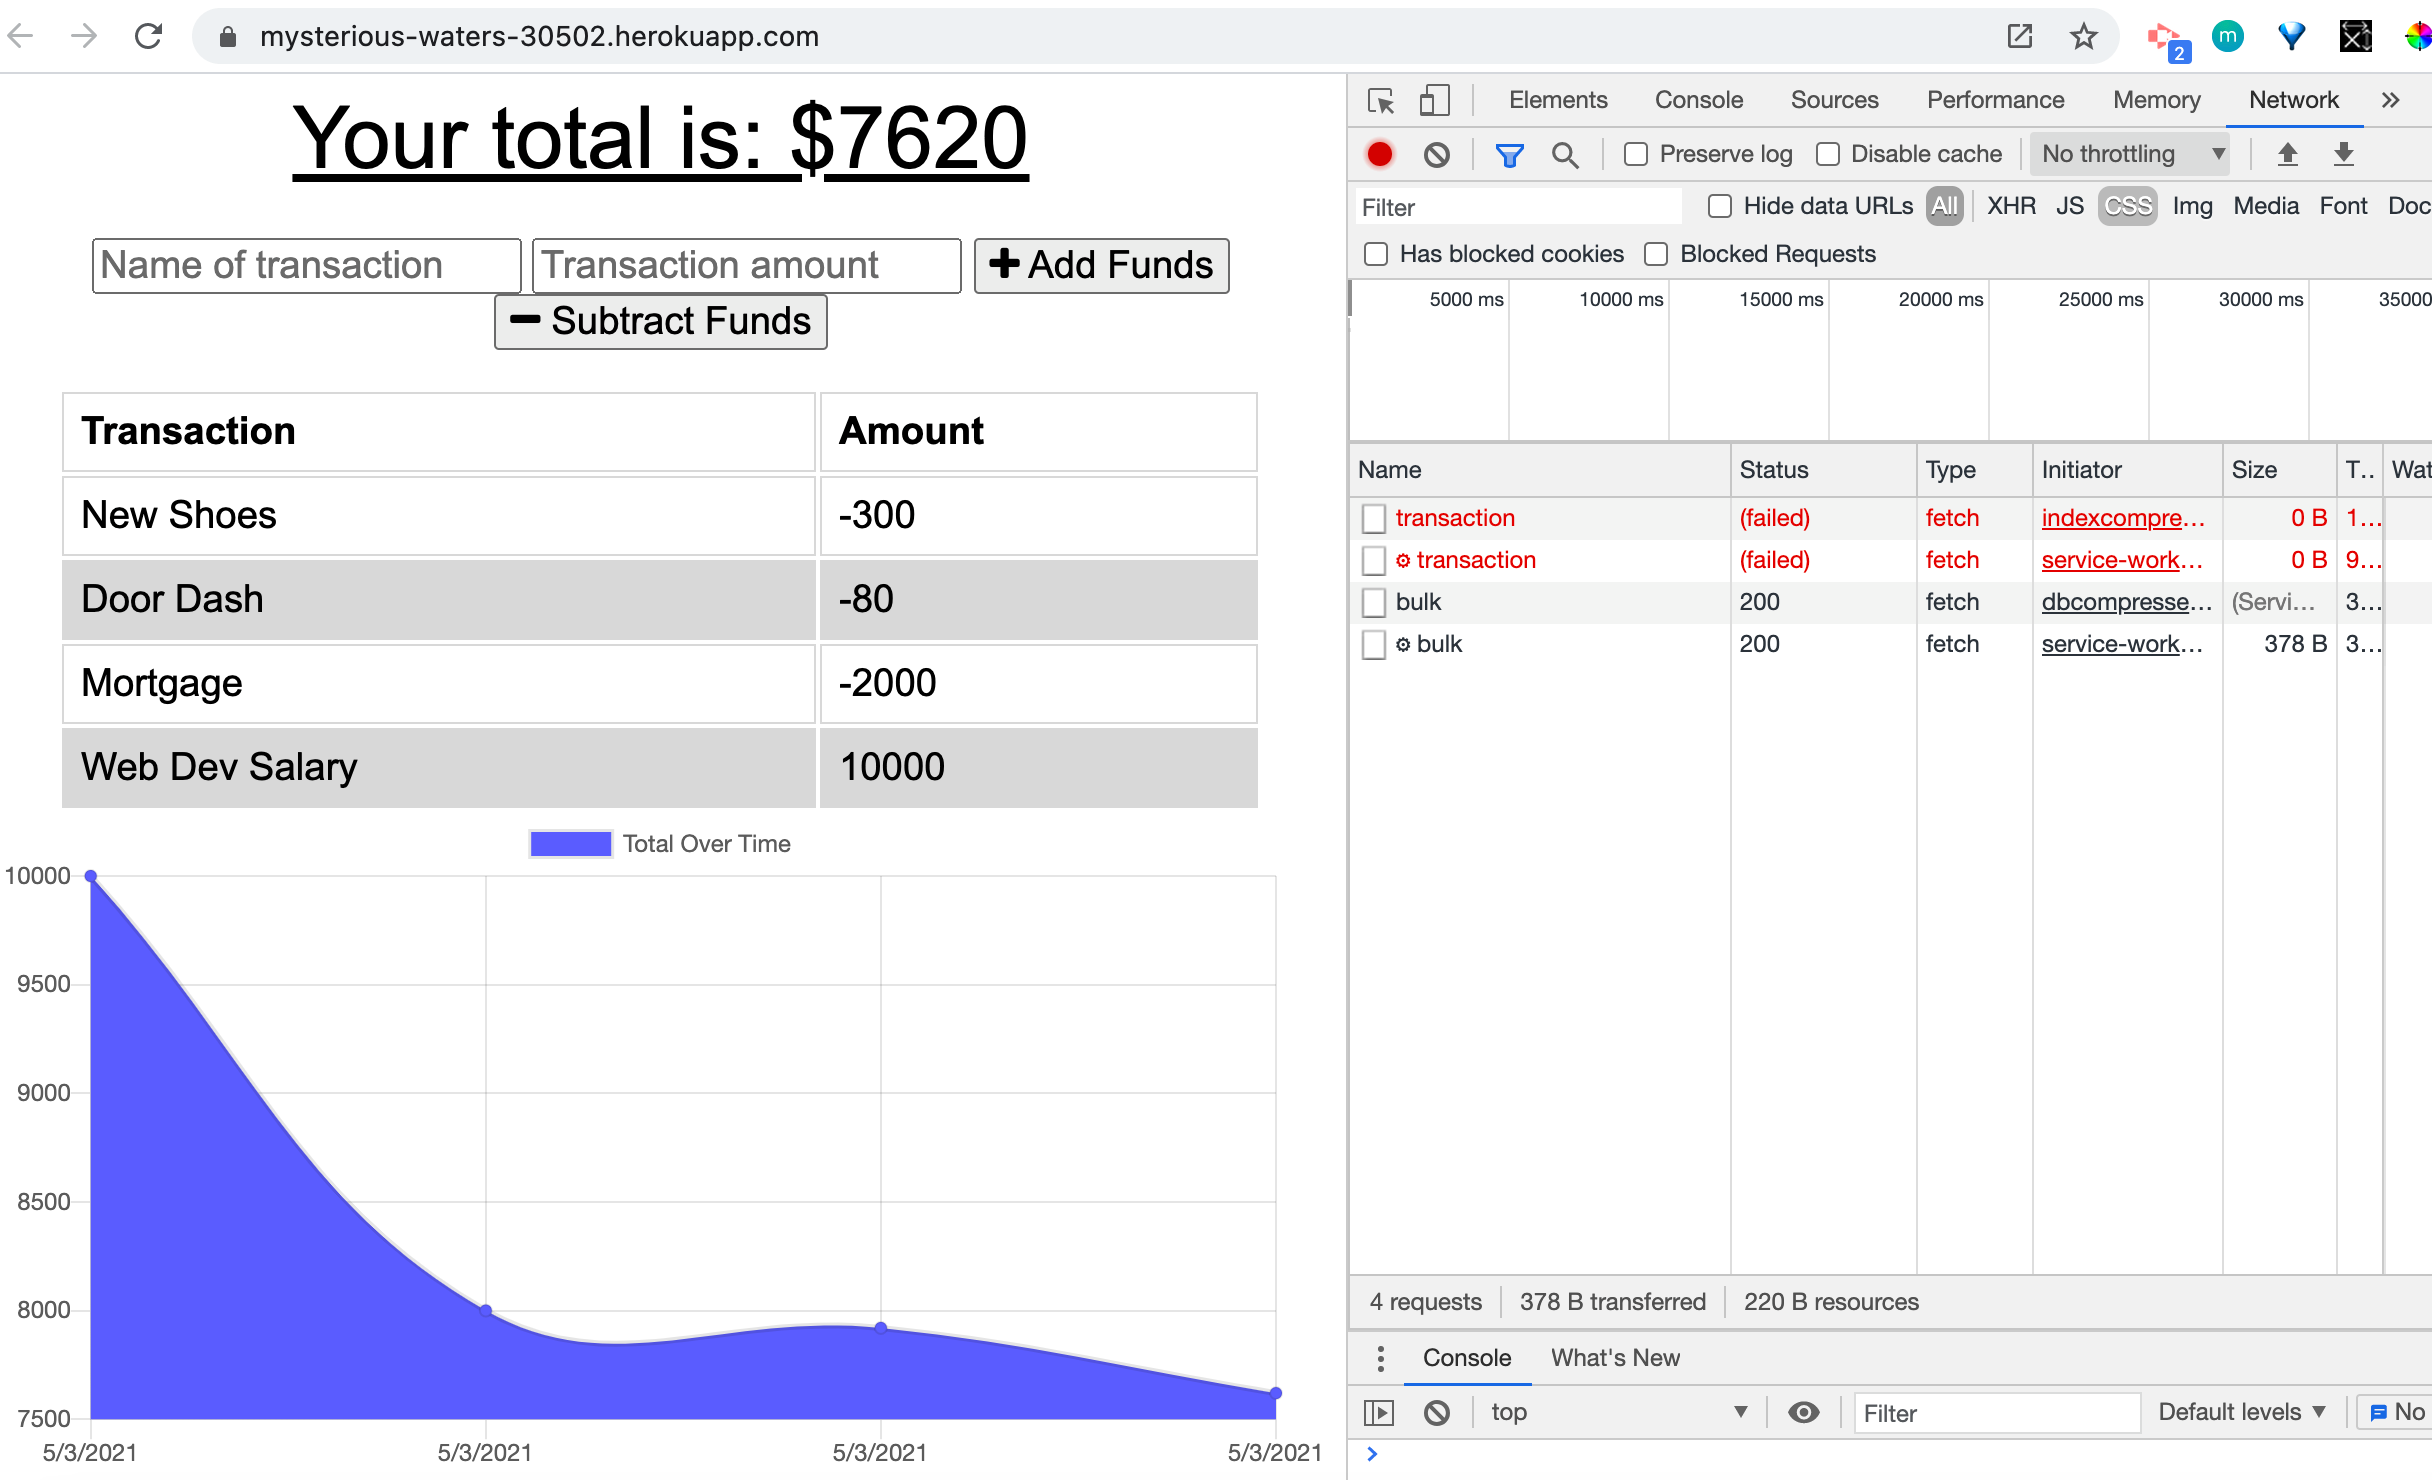 mysterious-waters-30502.herokuapp.com
2
m
Your total is: $7620
Name of transaction
Transaction amount
Add Funds
Subtract Funds
Transaction Amount
New Shoes -300
Door Dash -80
Mortgage -2000
Web Dev Salary 10000
Total Over Time
10000
9500
9000
8500
8000
7500
5/3/2021 5/3/2021 5/3/2021 5/3/2021
Elements Console Sources Performance Memory Network »
Preserve log Disable cache No throttling
Filter Hide data URLs All XHR JS CSS Img Media Font Doc
Has blocked cookies Blocked Requests
5000 ms 10000 ms 15000 ms 20000 ms 25000 ms 30000 ms 35000
Name Status Type Initiator Size T... Wat
transaction (failed) fetch indexcompre... 0 B 1...
transaction (failed) fetch service-work... 0 B 9...
bulk 200 fetch dbcompresse... (Servi... 3...
bulk 200 fetch service-work... 378 B 3...
4 requests 378 B transferred 220 B resources
Console What's New
top Filter Default levels No